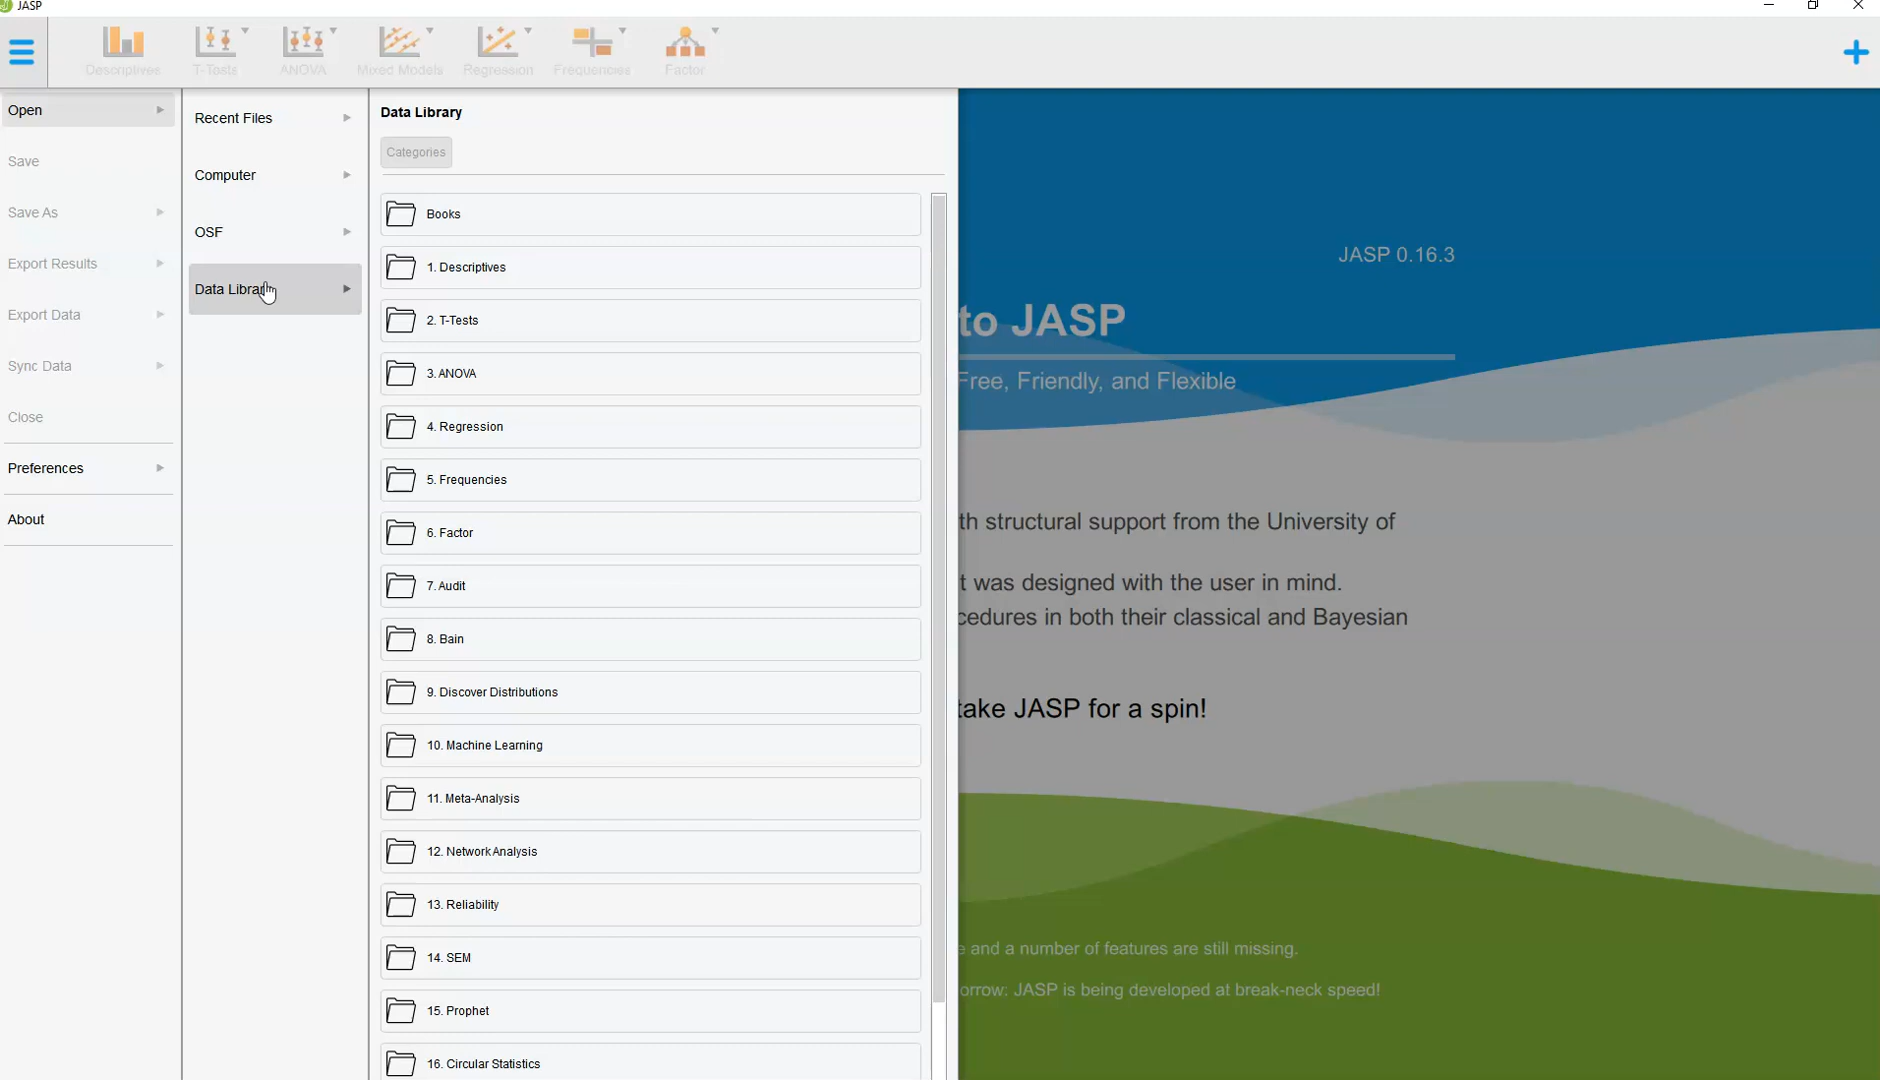 JASP
Descriptives
T-Tests
ANOVA
Mixed Models
Regression
Frequencies
Factor
Open
Save
Save As
Export Results
Export Data
Sync Data
Close
Preferences
About
Recent Files
Computer
OSF
Data Library
Data Library
Categories
Books
1. Descriptives
2. T-Tests
3. ANOVA
4. Regression
5. Frequencies
6. Factor
7. Audit
8. Bain
9. Discover Distributions
10. Machine Learning
11. Meta-Analysis
12. Network Analysis
13. Reliability
14. SEM
15. Prophet
16. Circular Statistics
JASP 0.16.3
to JASP
Free, Friendly, and Flexible
th structural support from the University of
t was designed with the user in mind.
cedures in both their classical and Bayesian
take JASP for a spin!
e and a number of features are still missing.
orrow: JASP is being developed at break-neck speed!